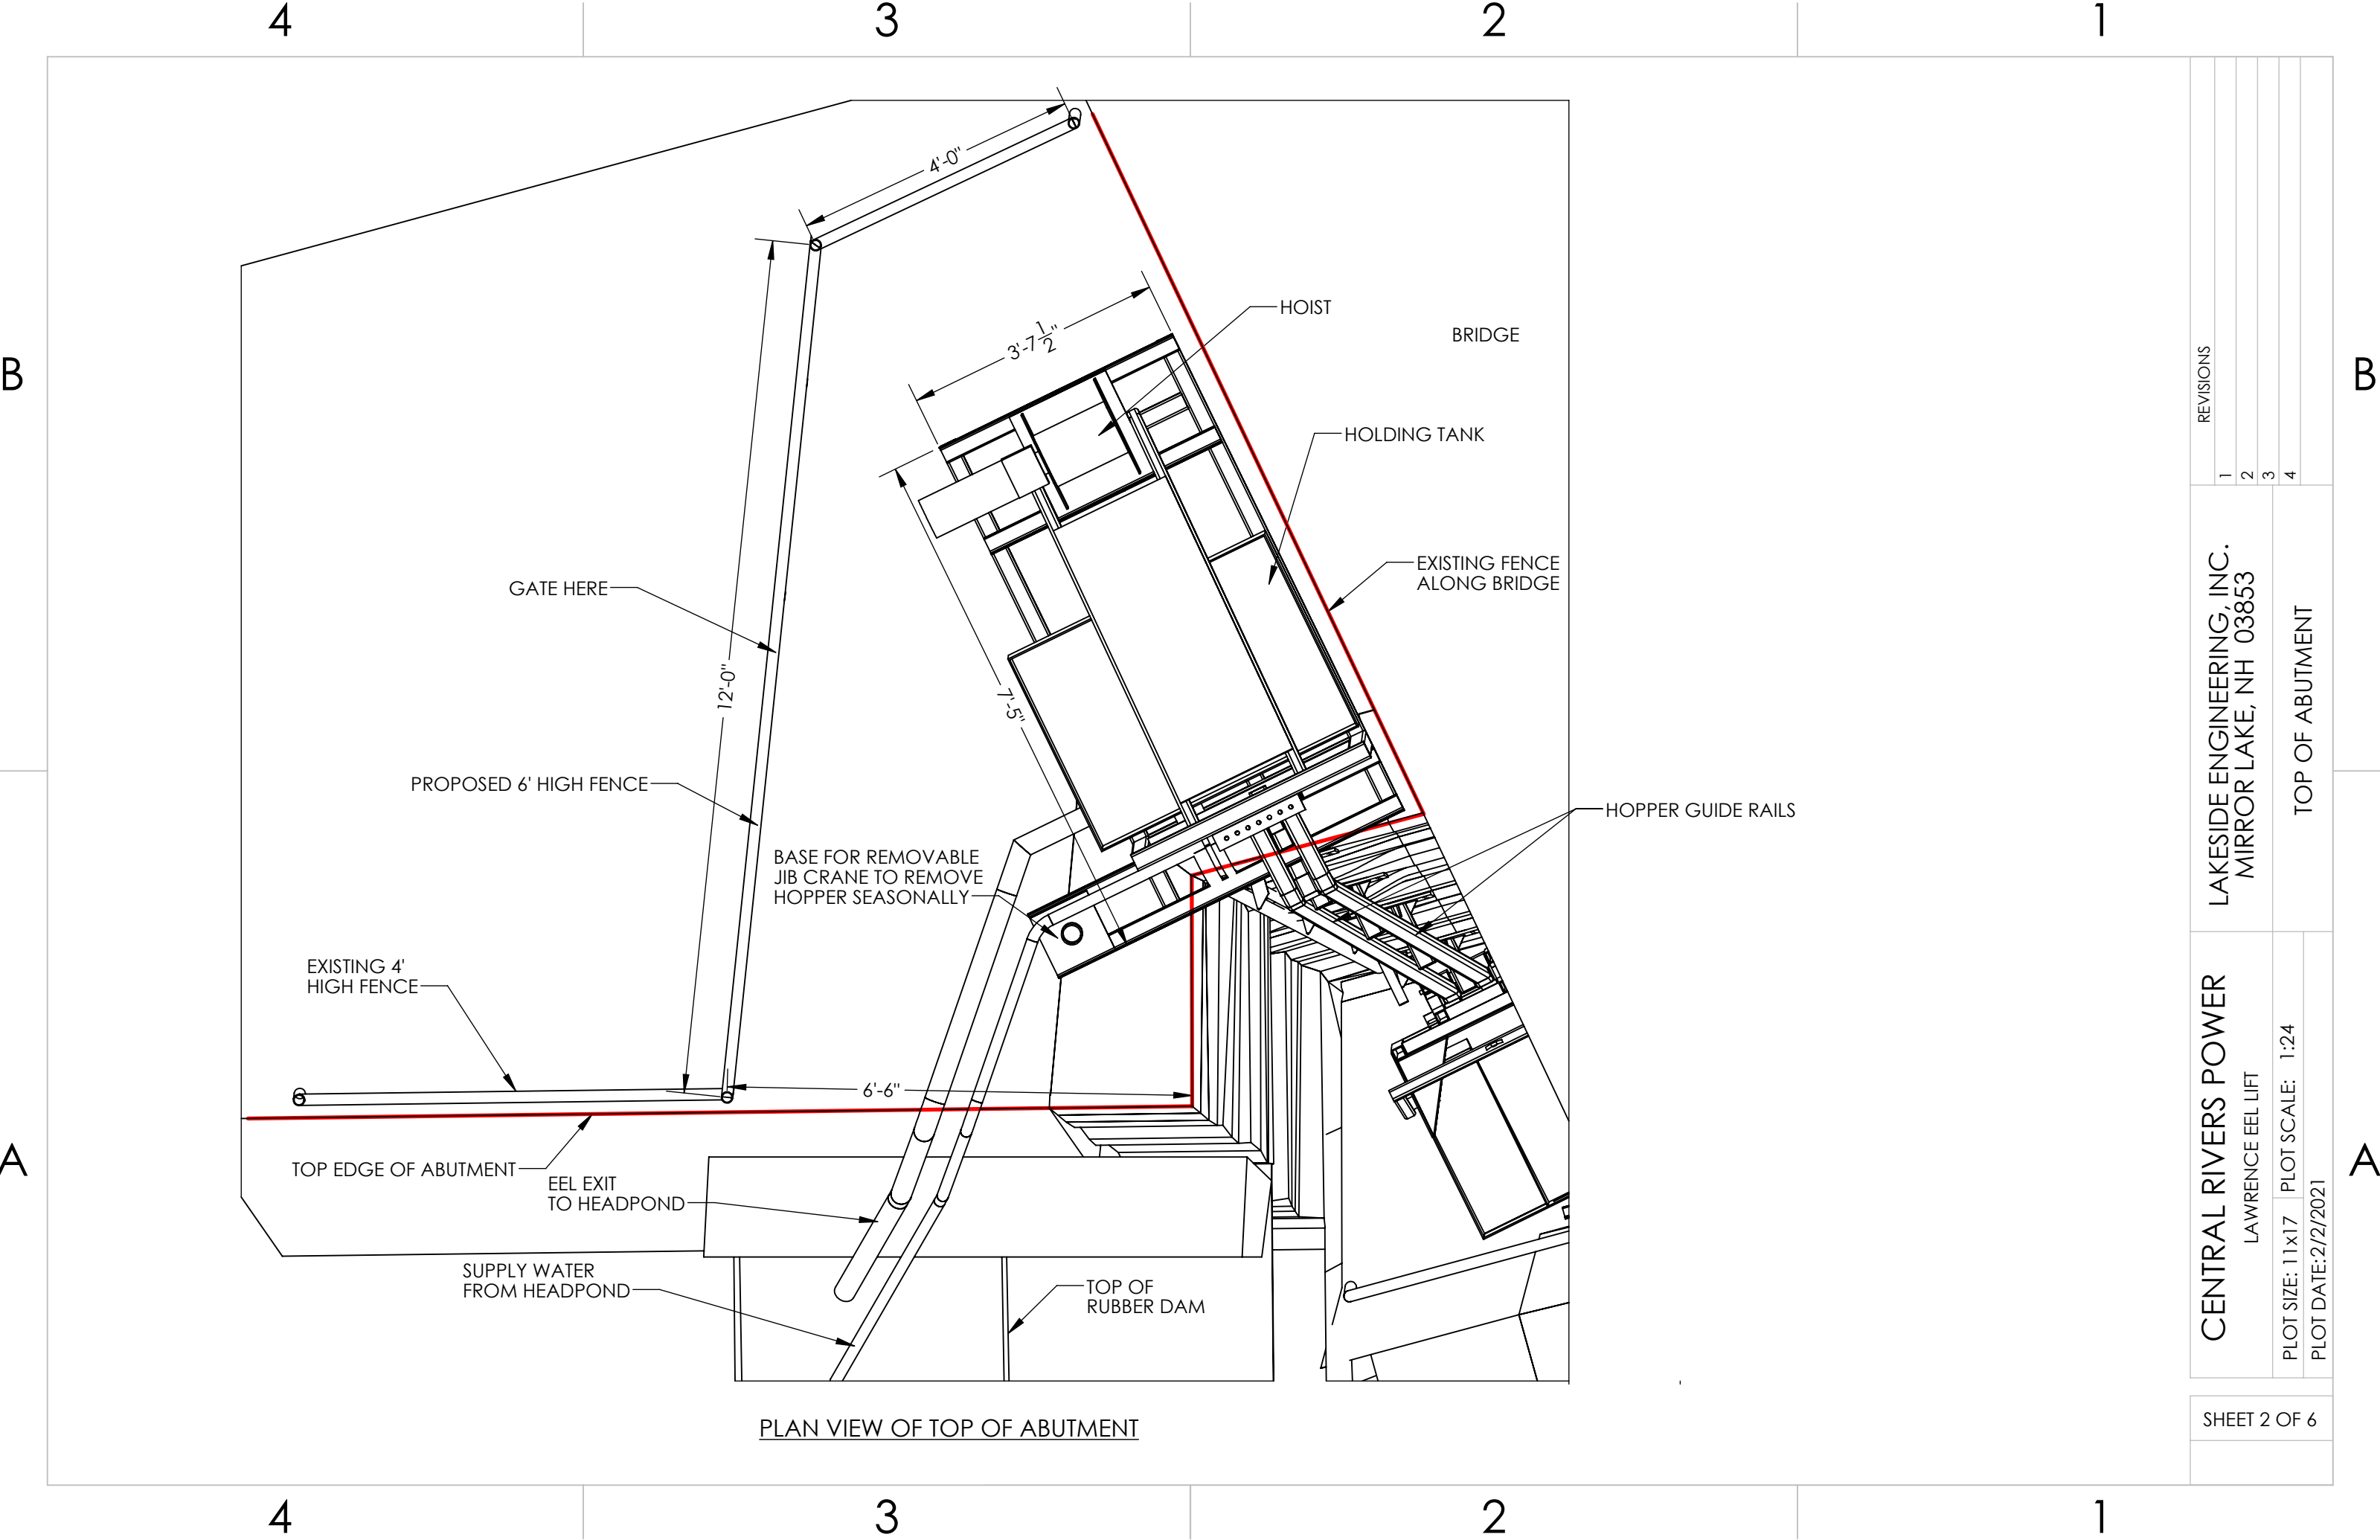 4 3 2 1
4'-0"
HOIST
BRIDGE
3'-7 1/2"
B B
HOLDING TANK
EXISTING FENCE
ALONG BRIDGE
GATE HERE
12'-0"
7'-5"
PROPOSED 6' HIGH FENCE
HOPPER GUIDE RAILS
BASE FOR REMOVABLE
JIB CRANE TO REMOVE
HOPPER SEASONALLY
EXISTING 4'
HIGH FENCE
6'-6"
A A
TOP EDGE OF ABUTMENT
EEL EXIT
TO HEADPOND
SUPPLY WATER
FROM HEADPOND
TOP OF
RUBBER DAM
PLAN VIEW OF TOP OF ABUTMENT
REVISIONS
1
2
3
4
LAKESIDE ENGINEERING, INC.
MIRROR LAKE, NH 03853
TOP OF ABUTMENT
CENTRAL RIVERS POWER
LAWRENCE EEL LIFT
PLOT SIZE: 11x17 PLOT SCALE: 1:24
PLOT DATE:2/2/2021
SHEET 2 OF 6
4 3 2 1